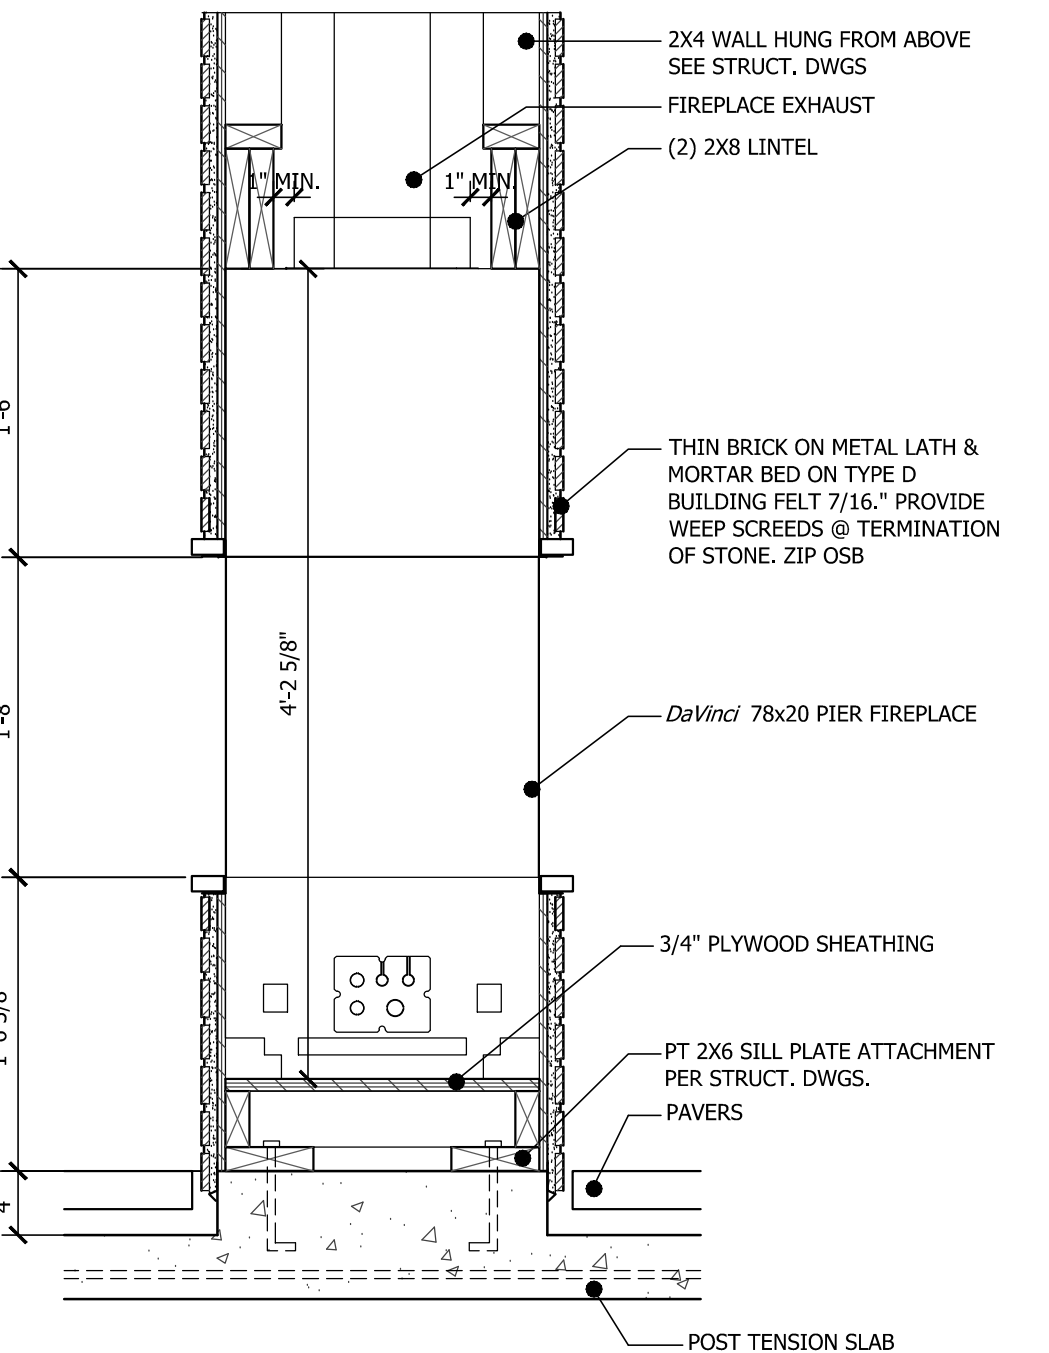 2X4 WALL HUNG FROM ABOVE
SEE STRUCT. DWGS
FIREPLACE EXHAUST
(2) 2X8 LINTEL
1" MIN.
1" MIN.
THIN BRICK ON METAL LATH &
MORTAR BED ON TYPE D
BUILDING FELT 7/16." PROVIDE
WEEP SCREEDS @ TERMINATION
OF STONE. ZIP OSB
4'-2 5/8"
DaVinci 78x20 PIER FIREPLACE
3/4" PLYWOOD SHEATHING
PT 2X6 SILL PLATE ATTACHMENT
PER STRUCT. DWGS.
PAVERS
POST TENSION SLAB